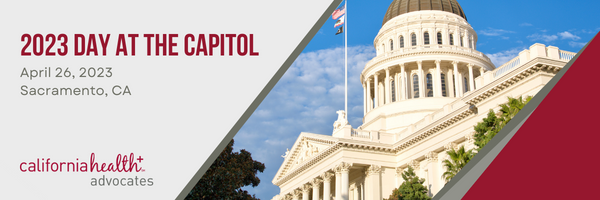 2023 DAY AT THE CAPITOL
April 26, 2023
Sacramento, CA
californiahealth+
advocates